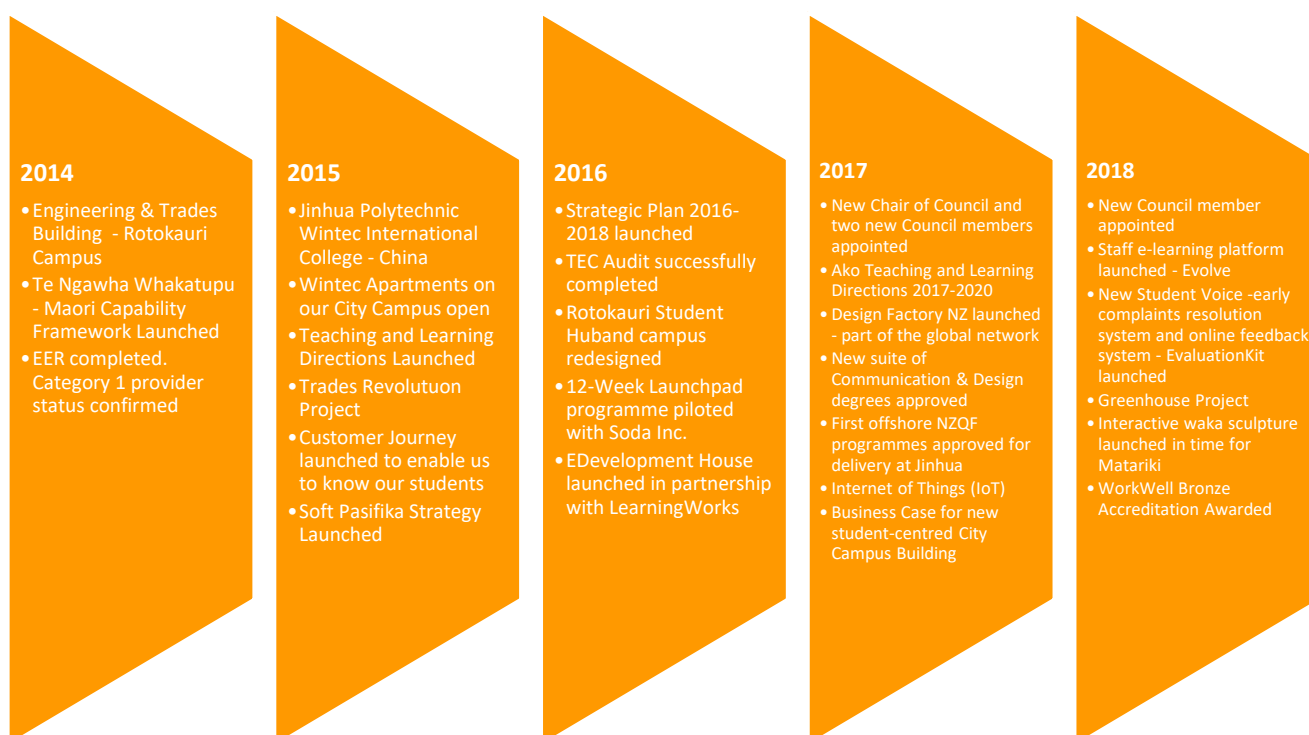 2014
•Engineering & Trades
Building - Rotokauri
Campus
•Te Ngawha Whakatupu
- Maori Capability
Framework Launched
•EER completed.
Category 1 provider
status confirmed
2015
•Jinhua Polytechnic
Wintec International
College - China
•Wintec Apartments on
our City Campus open
•Teaching and Learning
Directions Launched
•Trades Revolutuon
Project
•Customer Journey
launched to enable us
to know our students
•Soft Pasifika Strategy
Launched
2016
•Strategic Plan 2016-
2018 launched
•TEC Audit successfully
completed
•Rotokauri Student
Huband campus
redesigned
•12-Week Launchpad
programme piloted
with Soda Inc.
•EDevelopment House
launched in partnership
with LearningWorks
2017
•New Chair of Council and
two new Council members
appointed
•Ako Teaching and Learning
Directions 2017-2020
•Design Factory NZ launched
- part of the global network
•New suite of
Communication & Design
degrees approved
•First offshore NZQF
programmes approved for
delivery at Jinhua
•Internet of Things (IoT)
•Business Case for new
student-centred City
Campus Building
2018
•New Council member
appointed
•Staff e-learning platform
launched - Evolve
•New Student Voice -early
complaints resolution
system and online feedback
system - EvaluationKit
launched
•Greenhouse Project
•Interactive waka sculpture
launched in time for
Matariki
•WorkWell Bronze
Accreditation Awarded